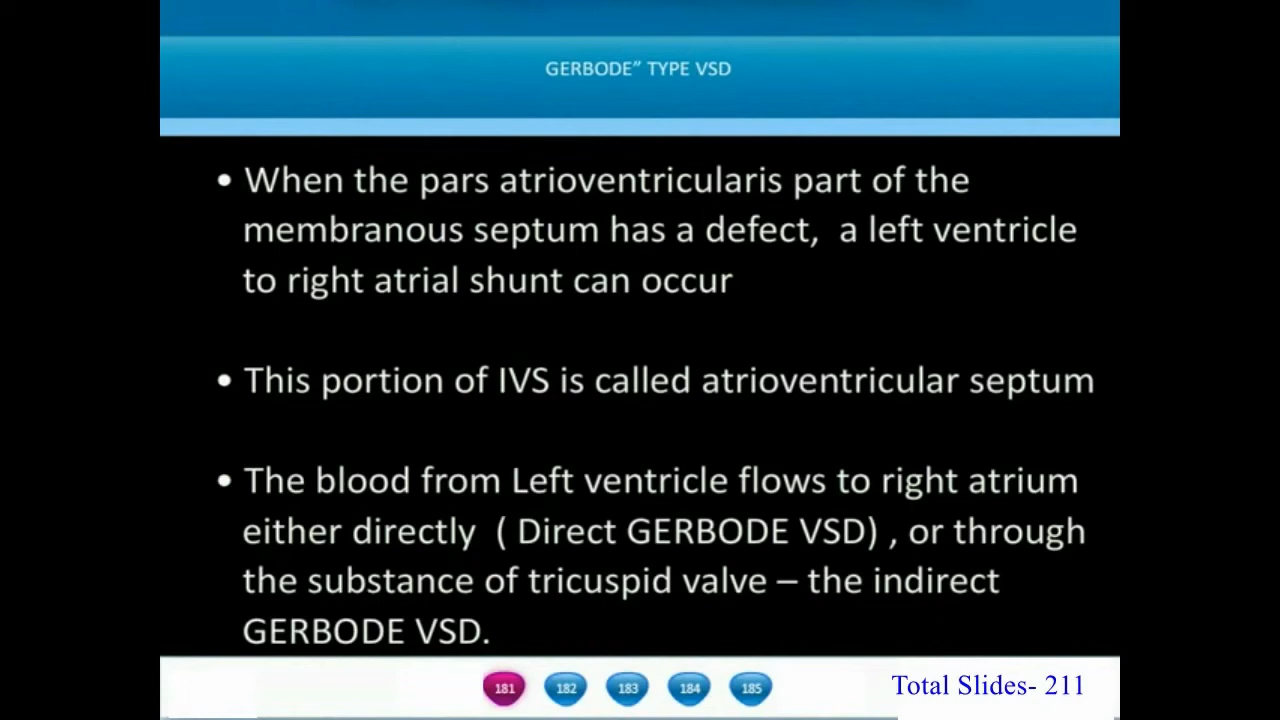 GERBODE” TYPE VSD
• When the pars atrioventricularis part of the
membranous septum has a defect, a left ventricle
to right atrial shunt can occur
• This portion of IVS is called atrioventricular septum
• The blood from Left ventricle flows to right atrium
either directly ( Direct GERBODE VSD) , or through
the substance of tricuspid valve – the indirect
GERBODE VSD.
181 182 183 184 185 Total Slides- 211